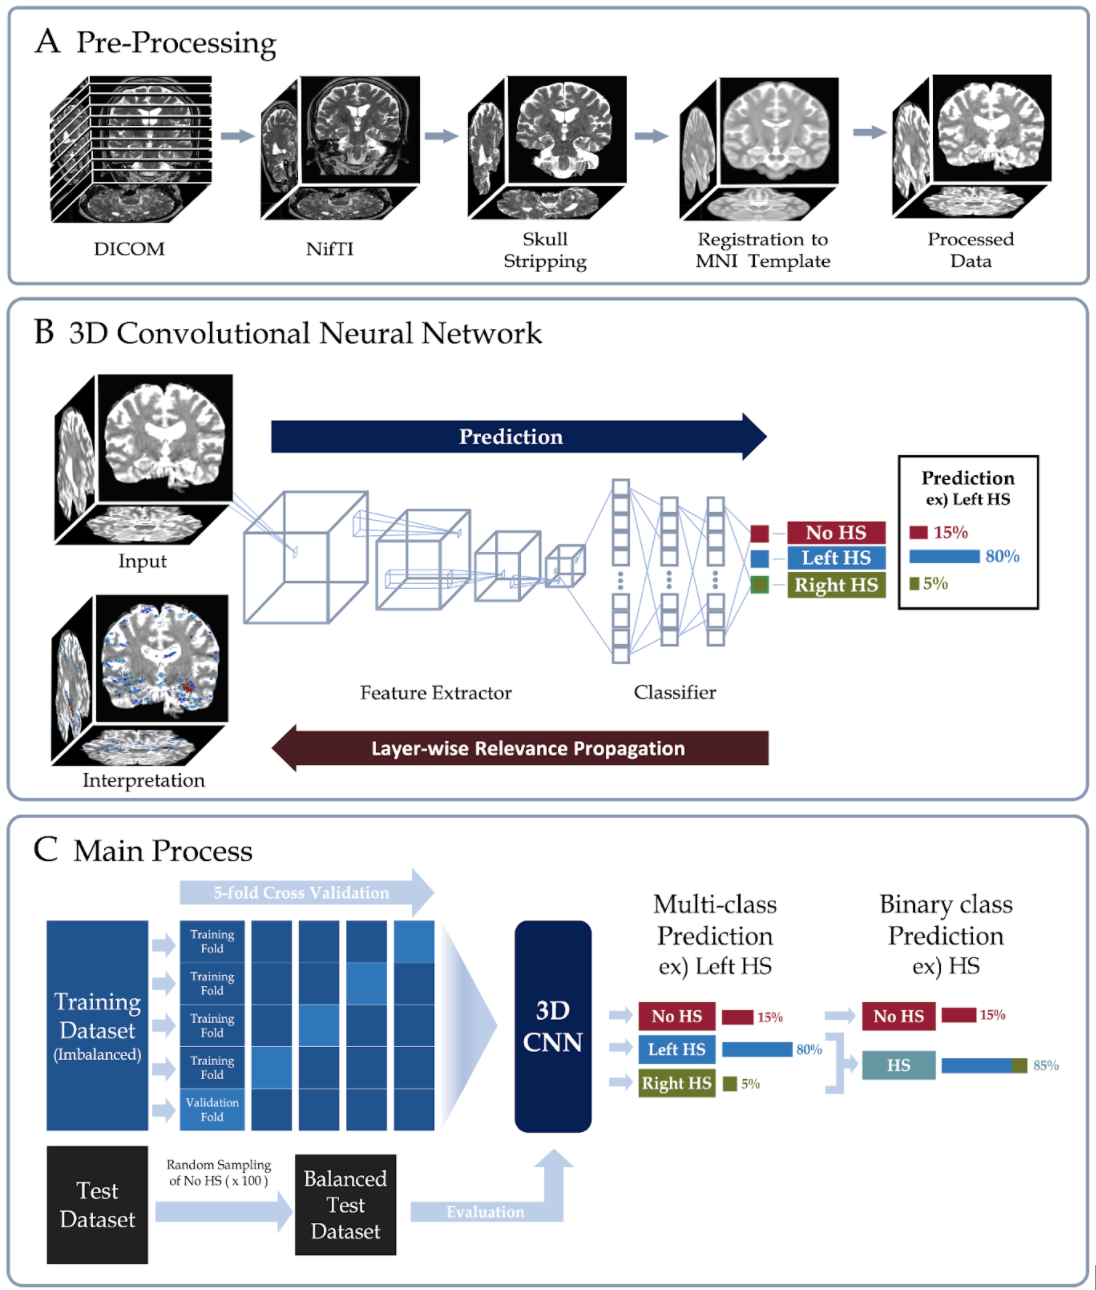 A Pre-Processing
DICOM
NifTI
Skull
Stripping
Registration to
MNI Template
Processed
Data
B 3D Convolutional Neural Network
Input
Prediction
Prediction
ex) Left HS
No HS
15%
Left HS
80%
Right HS
5%
Feature Extractor
Classifier
Layer-wise Relevance Propagation
Interpretation
C Main Process
5-fold Cross Validation
Training
Dataset
(Imbalanced)
Training
Fold
Training
Fold
Training
Fold
Training
Fold
Validation
Fold
3D
CNN
Multi-class
Prediction
ex) Left HS
No HS
15%
Left HS
80%
Right HS
5%
Binary class
Prediction
ex) HS
No HS
15%
HS
85%
Test
Dataset
Random Sampling
of No HS ( x 100 )
Balanced
Test
Dataset
Evaluation